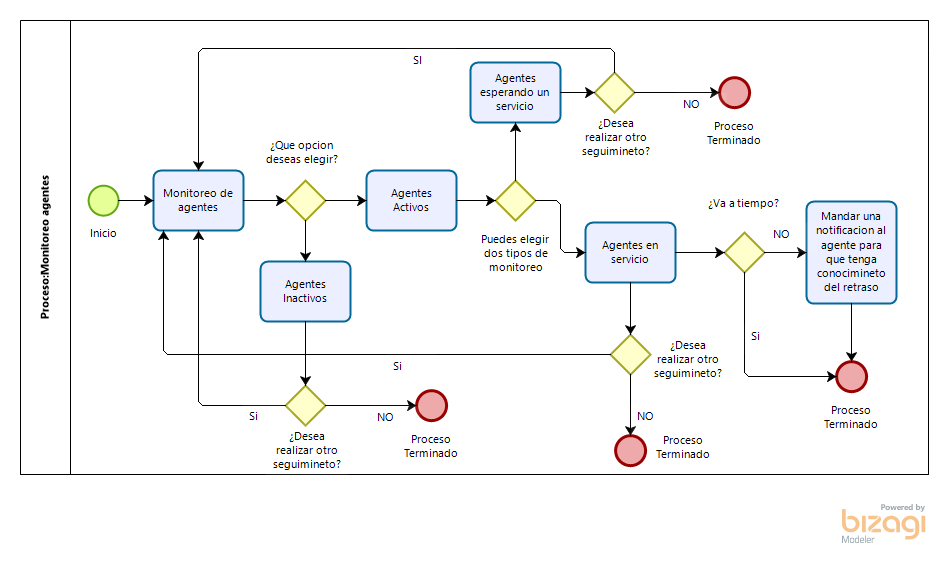 Proceso:Monitoreo agentes
Inicio
Monitoreo de
agentes
¿Que opcion
deseas elegir?
Agentes
Activos
Agentes
Inactivos
¿Desea
realizar otro
seguimineto?
Si
NO
Proceso
Terminado
Puedes elegir
dos tipos de
monitoreo
Agentes
esperando un
servicio
¿Desea
realizar otro
seguimineto?
SI
NO
Proceso
Terminado
Agentes en
servicio
¿Desea
realizar otro
seguimineto?
Si
NO
Proceso
Terminado
¿Va a tiempo?
NO
Si
Mandar una
notificacion al
agente para
que tenga
conocimineto
del retraso
Proceso
Terminado
Powered by
bizagi
Modeler